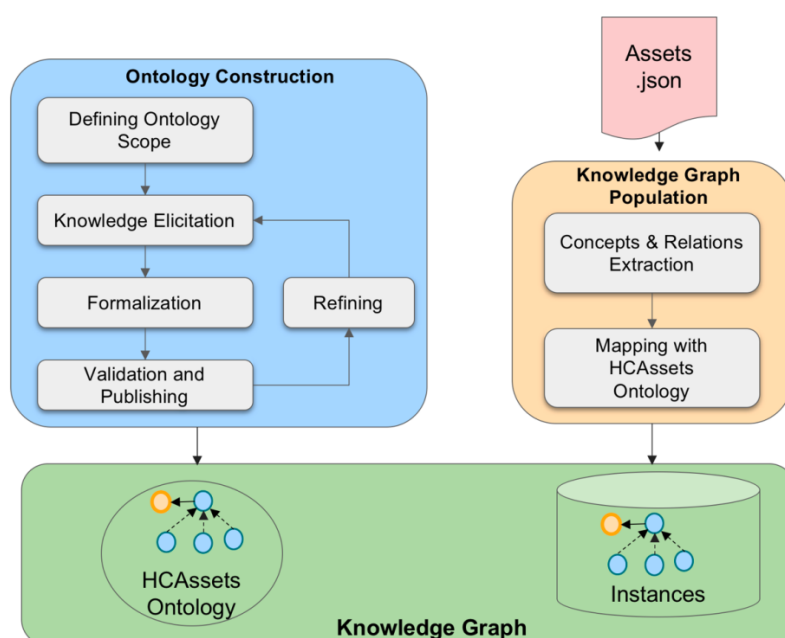 Ontology Construction
Defining Ontology
Scope
Knowledge Elicitation
Formalization
Refining
Validation and
Publishing
Assets
.json
Knowledge Graph
Population
Concepts & Relations
Extraction
Mapping with
HCAssets
Ontology
HCAssets
Ontology
Instances
Knowledge Graph